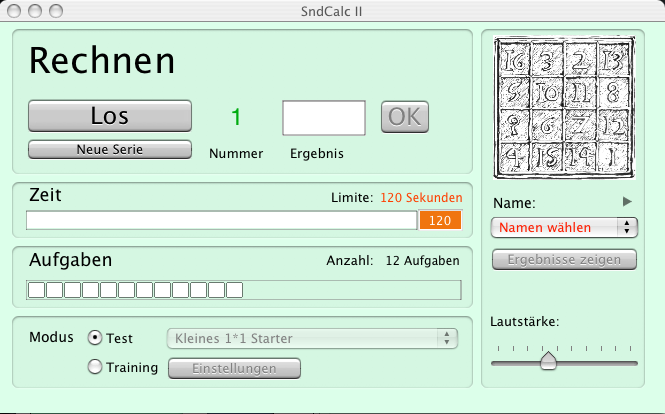 SndCalc II
Rechnen
Los
1
OK
Neue Serie
Nummer
Ergebnis
Zeit
Limite: 120 Sekunden
120
Aufgaben
Anzahl: 12 Aufgaben
Modus
Test
Kleines 1*1 Starter
Training
Einstellungen
16 3 2 13
5 10 11 8
9 6 7 12
4 15 14 1
Name:
Namen wählen
Ergebnisse zeigen
Lautstärke: